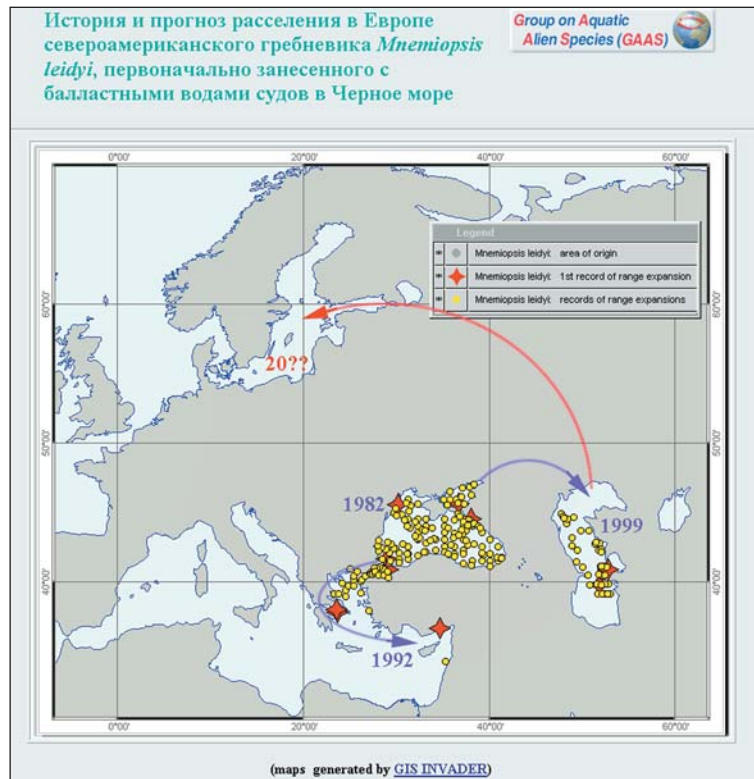 История и прогноз расселения в Европе
североамериканского гребневика Mnemiopsis
leidyi, первоначально занесенного с
балластными водами судов в Черное море
Group on Aquatic
Alien Species (GAAS)
0°00' 20°00' 40°00' 60°00'
Legend
Mnemiopsis leidyi: area of origin
Mnemiopsis leidyi: 1st record of range expansion
Mnemiopsis leidyi: records of range expansions
60°00' 60°00'
20??
50°00' 50°00'
1982
1999
40°00' 40°00'
1992
0°00' 20°00' 40°00' 60°00'
(maps generated by GIS INVADER)